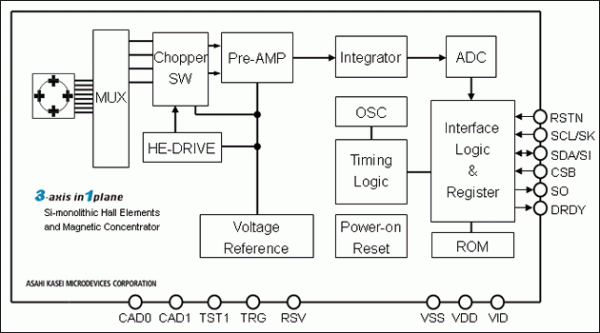 MUX
Chopper
SW
Pre-AMP
Integrator
ADC
HE-DRIVE
OSC
Timing
Logic
Interface
Logic
&
Register
Voltage
Reference
Power-on
Reset
ROM
3-axis in 1plane
Si-monolithic Hall Elements
and Magnetic Concentrator
ASAHI KASEI MICRODEVICES CORPORATION
RSTN
SCL/SK
SDA/SI
CSB
SO
DRDY
CAD0 CAD1 TST1 TRG RSV VSS VDD VID